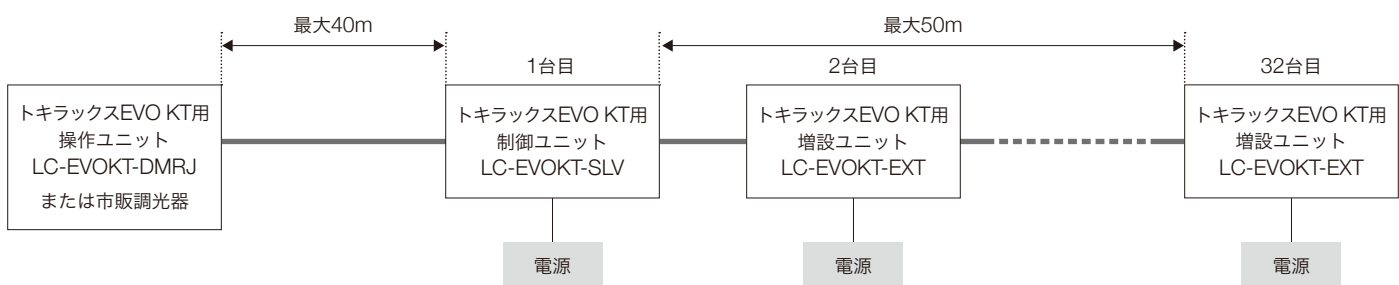 最大40m
最大50m
1台目
2台目
32台目
トキラックスEVO KT用
操作ユニット
LC-EVOKT-DMRJ
または市販調光器
トキラックスEVO KT用
制御ユニット
LC-EVOKT-SLV
トキラックスEVO KT用
増設ユニット
LC-EVOKT-EXT
トキラックスEVO KT用
増設ユニット
LC-EVOKT-EXT
電源
電源
電源